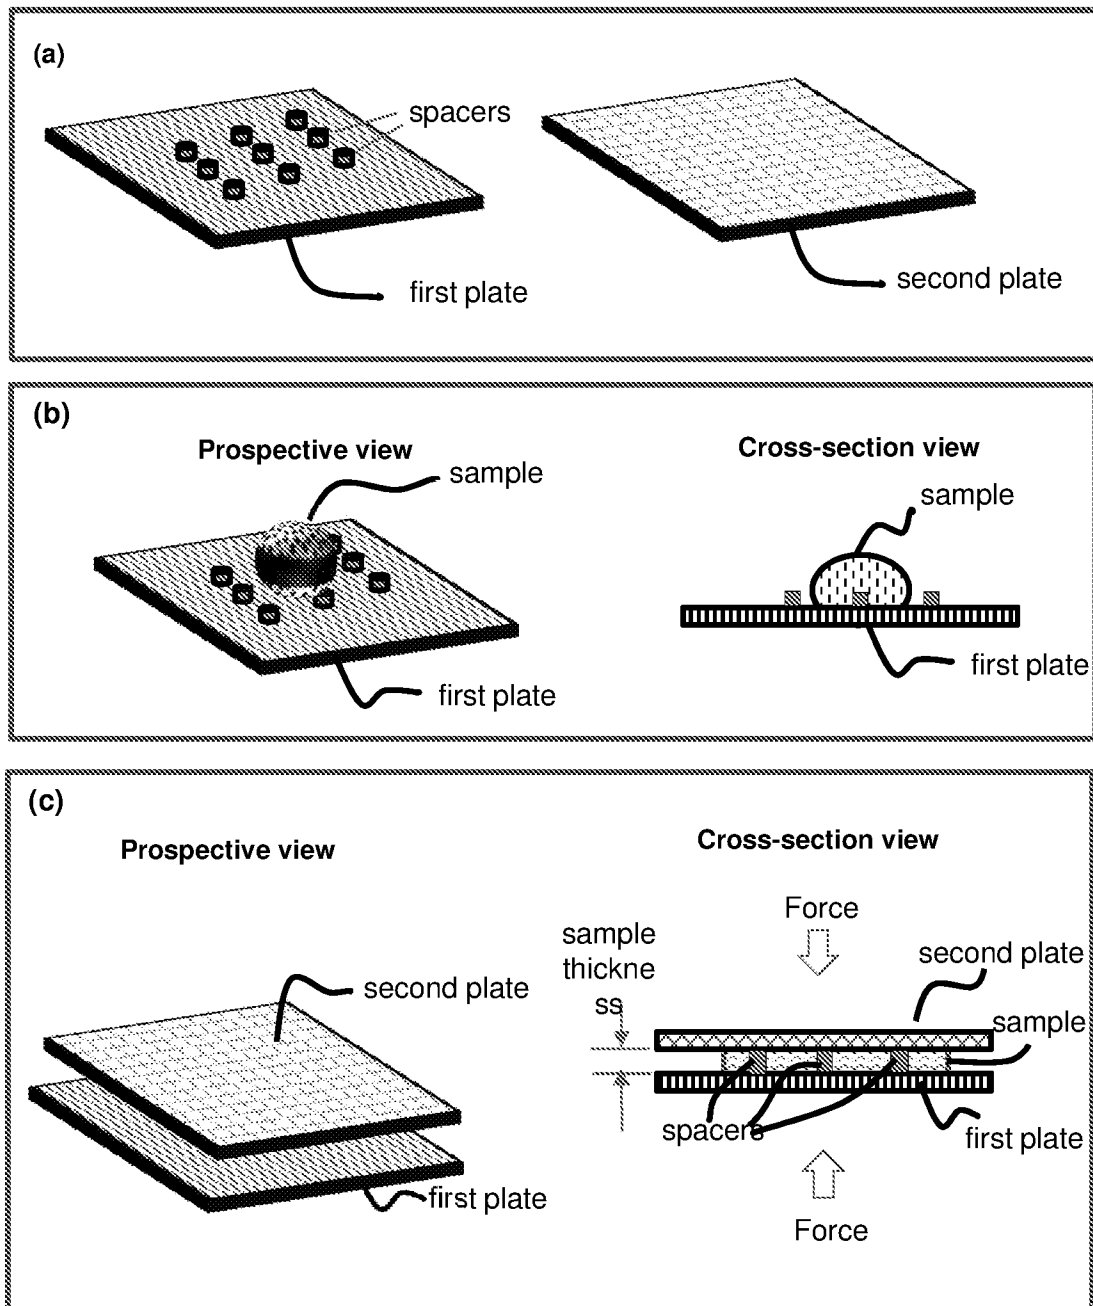 (a)
spacers
first plate
second plate
(b)
Prospective view
Cross-section view
sample
sample
first plate
first plate
(c)
Prospective view
Cross-section view
Force
sample
thickne
ss
second plate
second plate
sample
spacers
first plate
first plate
Force